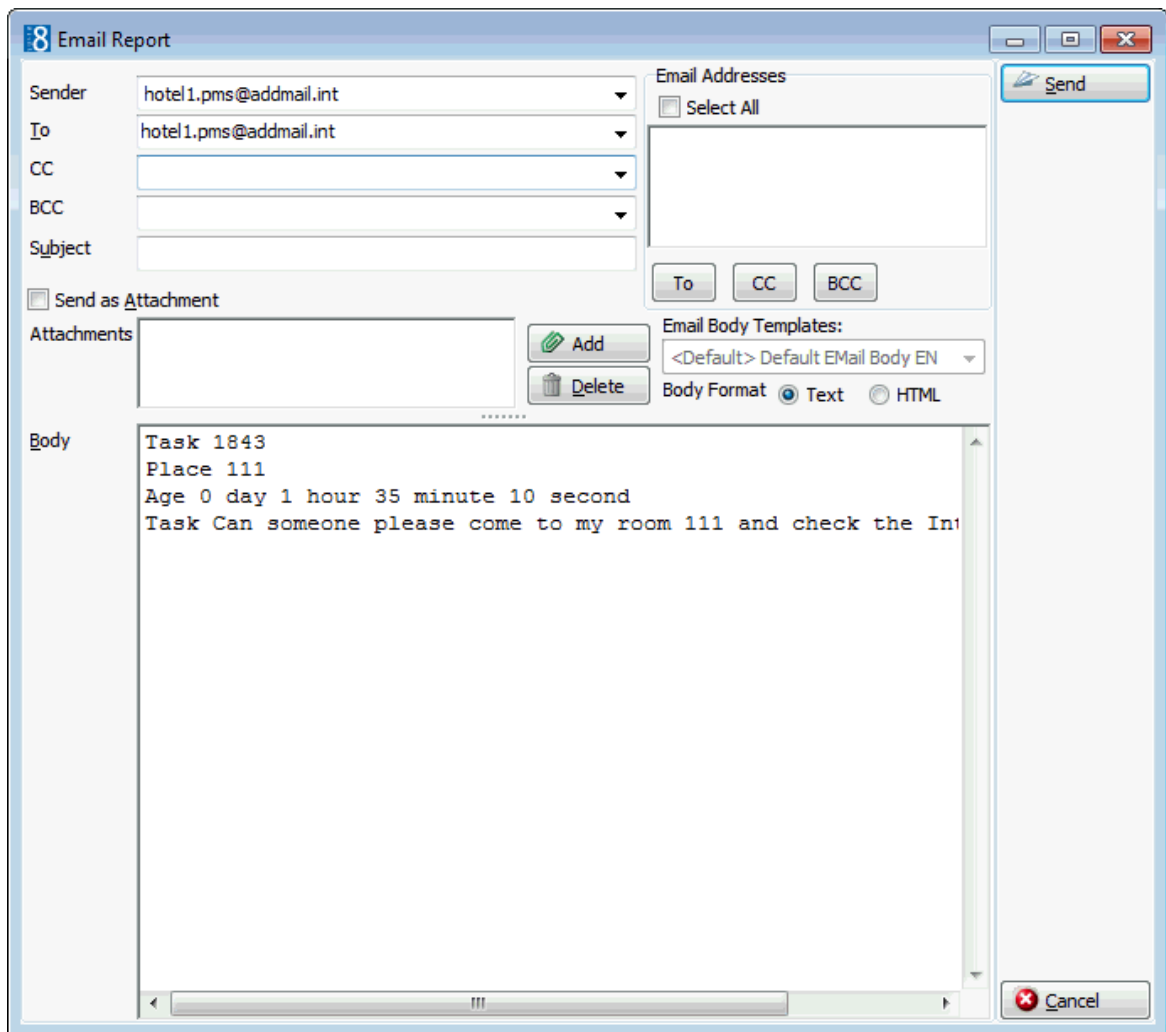 8 Email Report
Sender hotel1.pms@addmail.int
To hotel1.pms@addmail.int
CC
BCC
Subject
Send as Attachment
Attachments
Add
Delete
Email Addresses
Select All
To CC BCC
Email Body Templates:
<Default> Default EMail Body EN
Body Format Text HTML
Body
Task 1843
Place 111
Age 0 day 1 hour 35 minute 10 second
Task Can someone please come to my room 111 and check the Int
Send
Cancel